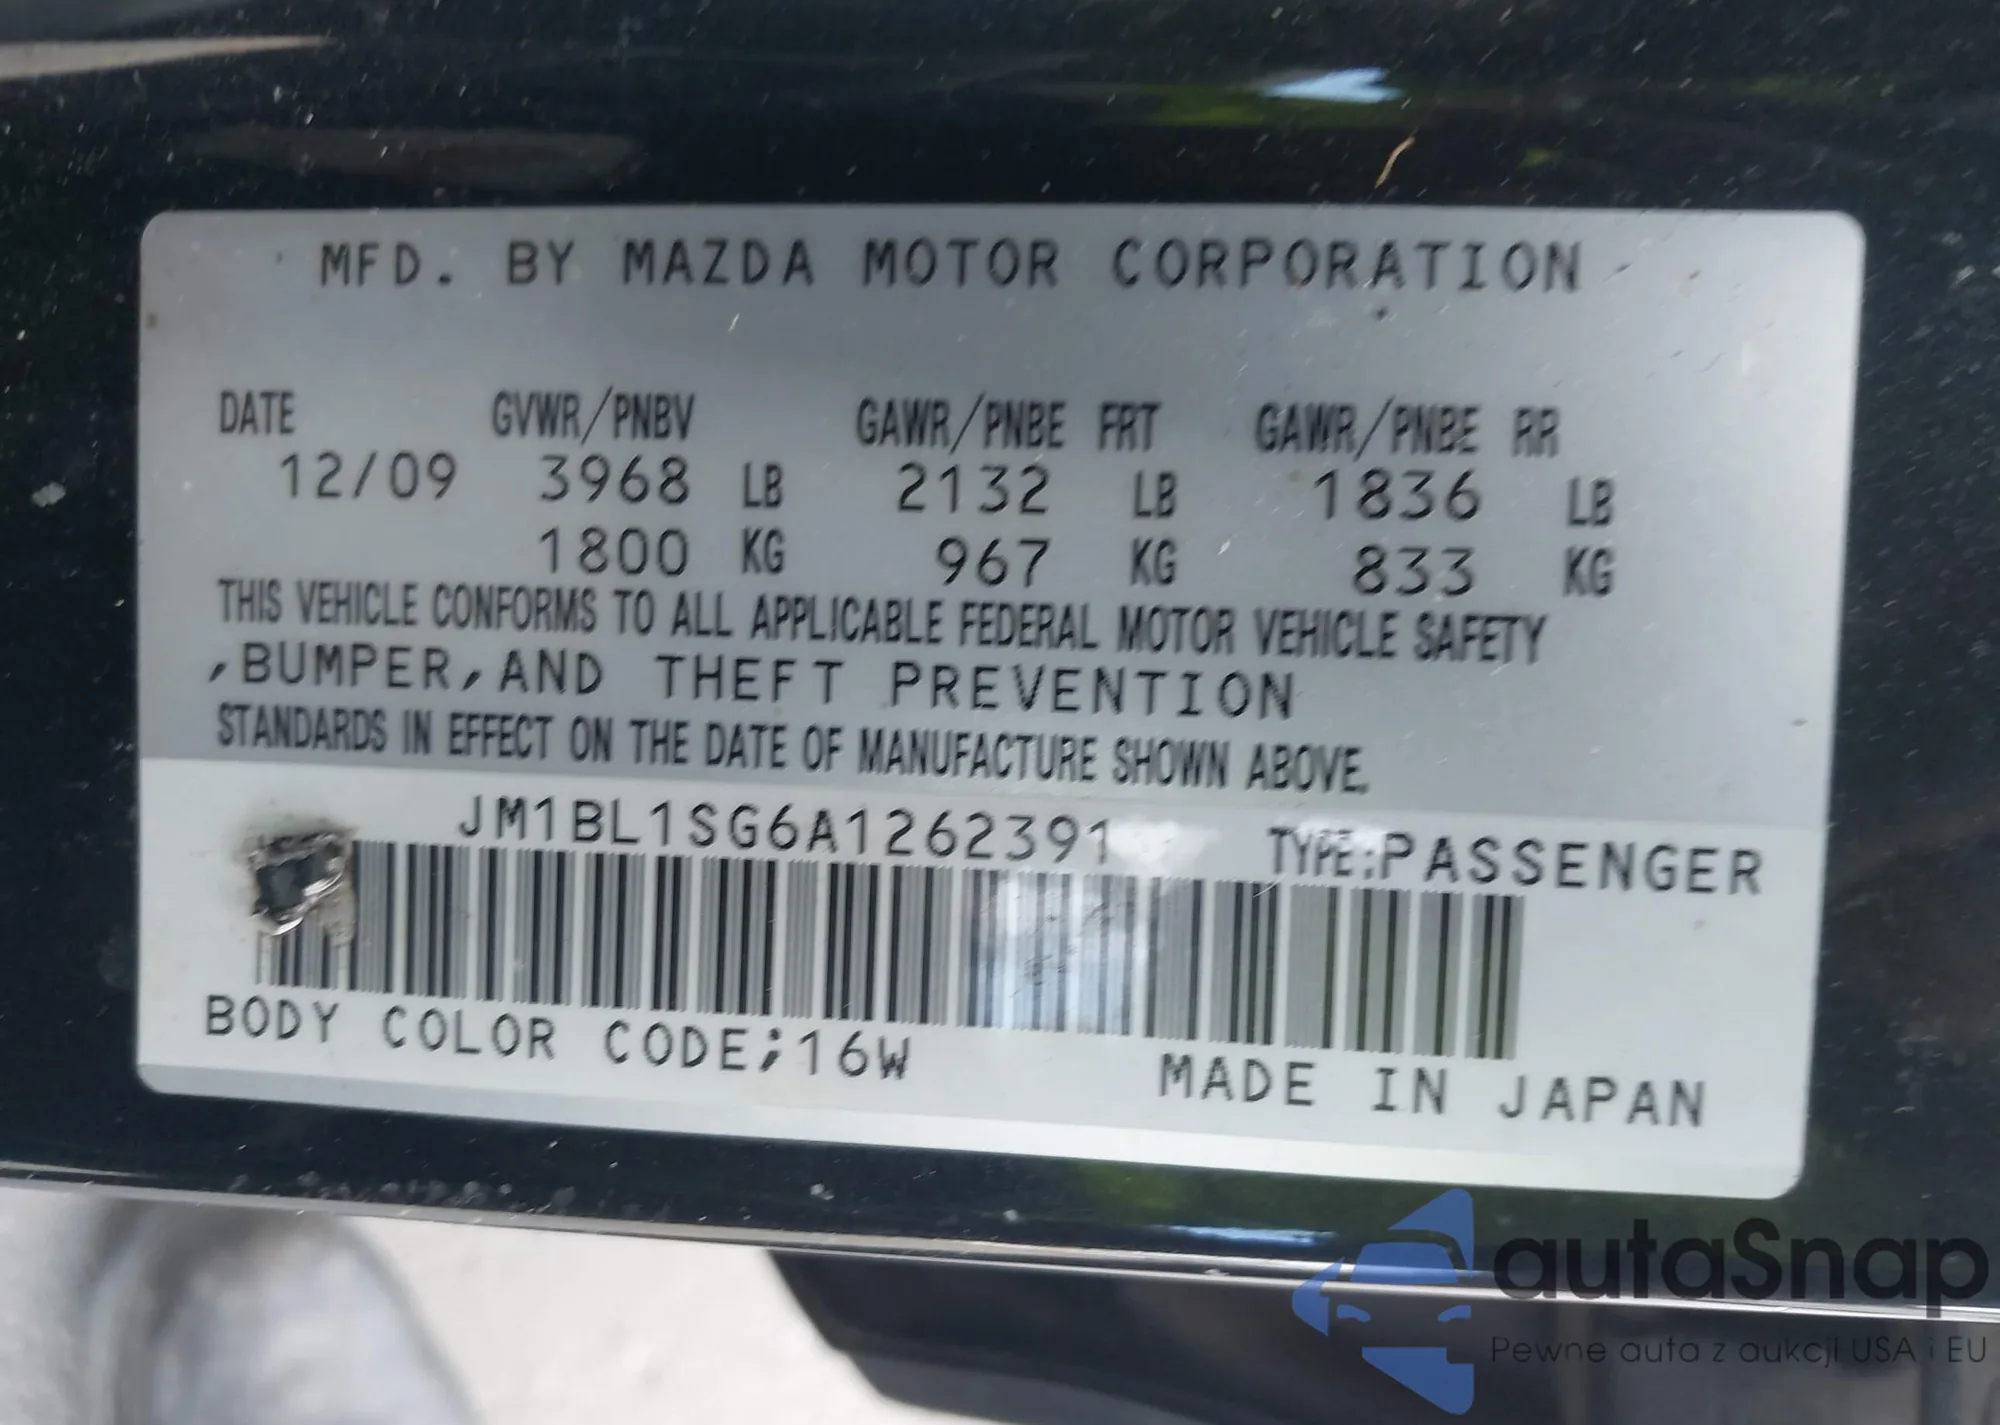 MFD. BY MAZDA MOTOR CORPORATION
DATE GVWR/PNBV GAWR/PNBE FRT GAWR/PNBE RR
12/09 3968 LB 2132 LB 1836 LB
1800 KG 967 KG 833 KG
THIS VEHICLE CONFORMS TO ALL APPLICABLE FEDERAL MOTOR VEHICLE SAFETY
,BUMPER,AND THEFT PREVENTION
STANDARDS IN EFFECT ON THE DATE OF MANUFACTURE SHOWN ABOVE.
JM1BL1SG6A1262391 TYPE:PASSENGER
BODY COLOR CODE;16W
MADE IN JAPAN
autaSnap
Pewne auta z aukcji USA i EU